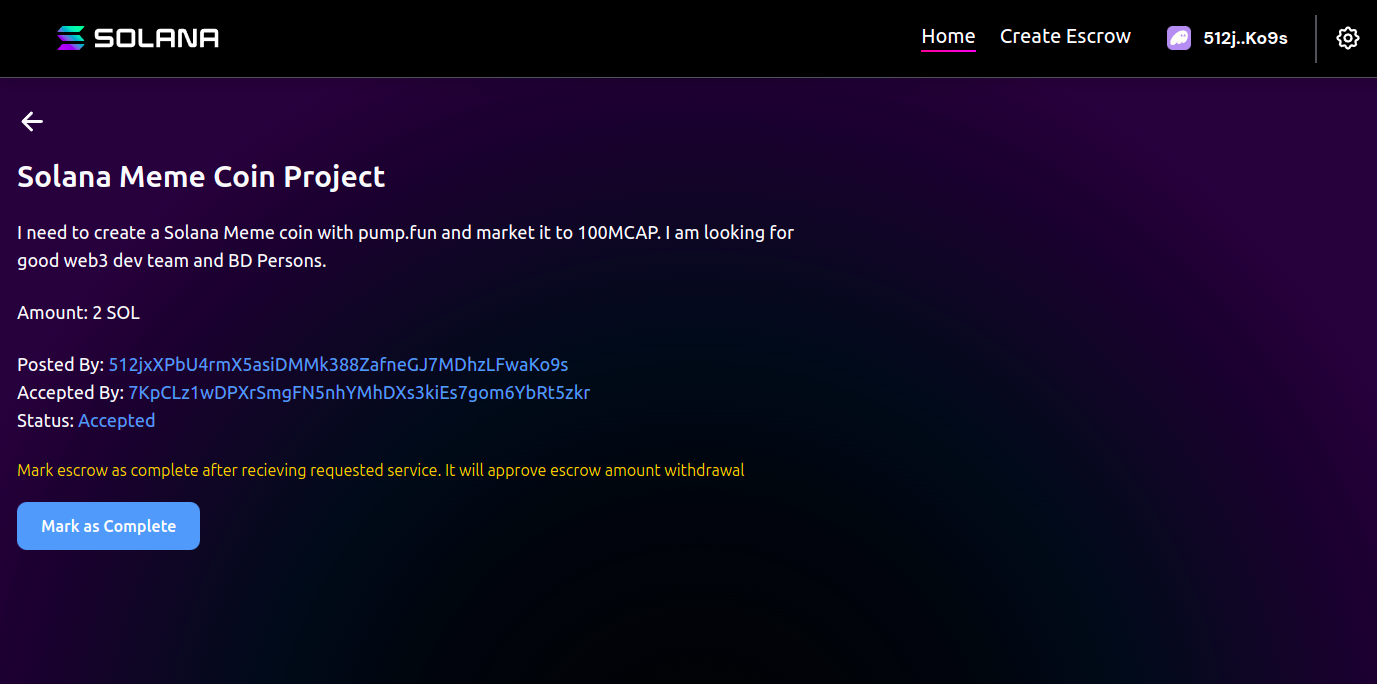 SOLANA
Home
Create Escrow
512j..Ko9s
Solana Meme Coin Project
I need to create a Solana Meme coin with pump.fun and market it to 100MCAP. I am looking for
good web3 dev team and BD Persons.
Amount: 2 SOL
Posted By: 512jxXPbU4rmX5asiDMMk388ZafneGJ7MDhzLFwaKo9s
Accepted By: 7KpCLz1wDPXrSmgFN5nhYMhDXs3kiEs7gom6YbRt5zkr
Status: Accepted
Mark escrow as complete after recieving requested service. It will approve escrow amount withdrawal
Mark as Complete